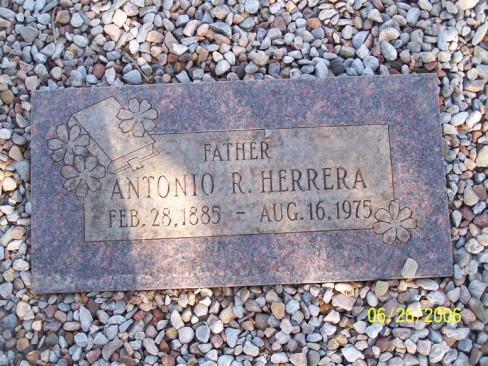 FATHER
ANTONIO R. HERRERA
FEB. 28, 1885 - AUG. 16, 1975
06/26/2006